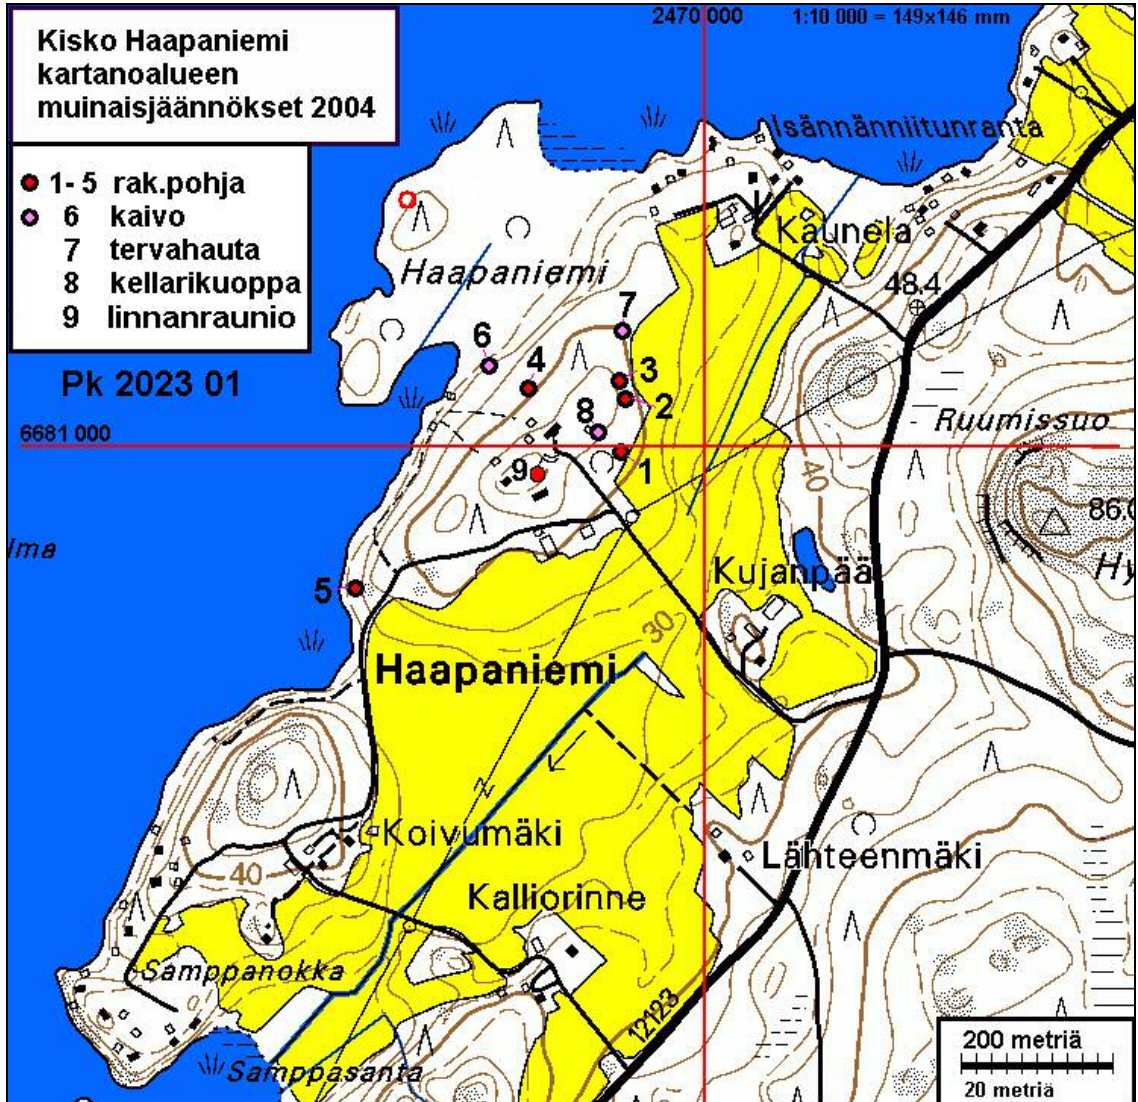 2470 000
1:10 000 = 149x146 mm
Kisko Haapaniemi
kartanoalueen
muinaisjäännökset 2004
1- 5 rak.pohja
6 kaivo
7 tervahauta
8 kellarikuoppa
9 linnanraunio
Pk 2023 01
Isännänniitunranta
Kaunela
Haapaniemi
48.4
7
6
4
3
2
8
Ruumissuo
6681 000
1
9
40
86.0
lma
Kujanpää
Hy
5
30
Haapaniemi
Koivumäki
Lähteenmäki
40
Kalliorinne
Samppanokka
12123
Samppasanta
200 metriä
20 metriä